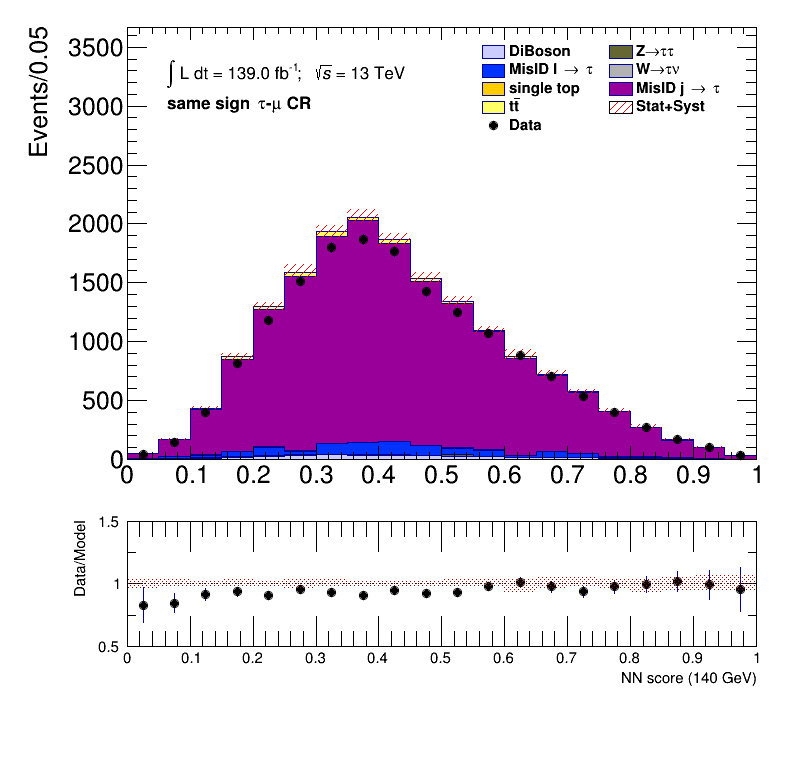 Events/0.05
3500
3000
2500
2000
1500
1000
500
0
∫ L dt = 139.0 fb⁻¹; √s = 13 TeV
same sign τ-μ CR
DiBoson
MisID l → τ
single top
tt̄
Data
Z→ττ
W→τν
MisID j → τ
Stat+Syst
0 0.1 0.2 0.3 0.4 0.5 0.6 0.7 0.8 0.9 1
Data/Model
1.5
1
0.5
0 0.1 0.2 0.3 0.4 0.5 0.6 0.7 0.8 0.9 1
NN score (140 GeV)